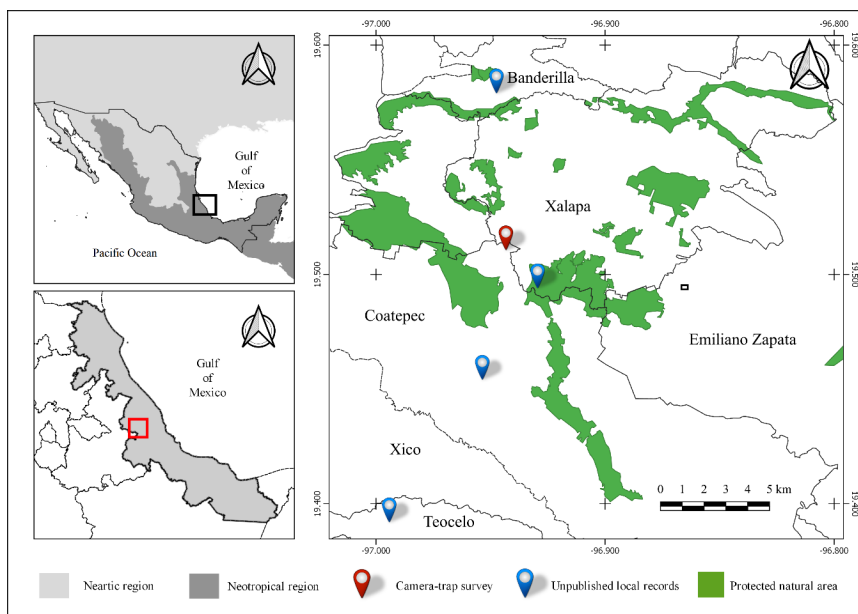 Gulf
of
Mexico
Pacific Ocean
Gulf
of
Mexico
-97.000
-96.900
-96.800
19.600
19.600
19.500
19.500
19.400
19.400
-97.000
-96.900
-96.800
Banderilla
Xalapa
Coatepec
Emiliano Zapata
Xico
Teocelo
0 1 2 3 4 5 km
Neartic region
Neotropical region
Camera-trap survey
Unpublished local records
Protected natural area